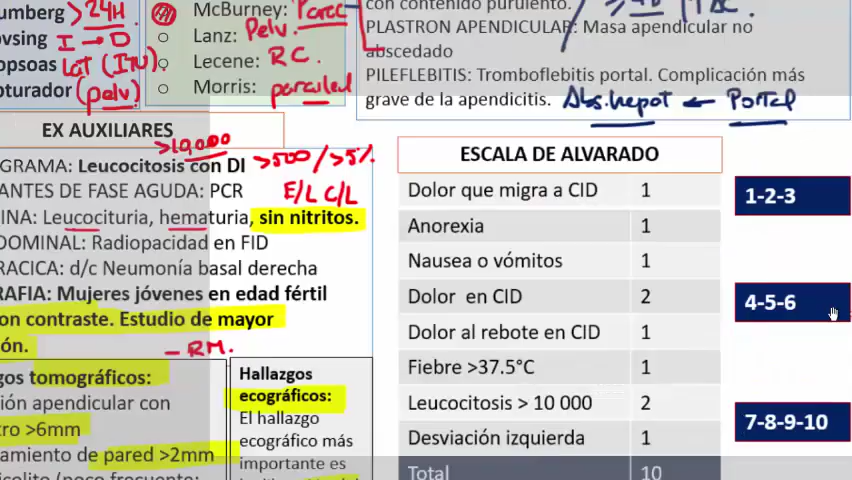 umberg >24H
ovsing I → D
opsoas Lat (ITU)
oturador (pelv)
McBurney: Parcc
Lanz: Pelv.
Lecene: RC.
Morris: parailed
con contenido purulento.
PLASTRON APENDICULAR: Masa apendicular no
abscedado
PILEFLEBITIS: Tromboflebitis portal. Complicación más
grave de la apendicitis. Abs. hepat ← Portal
EX AUXILIARES
>10,000
GRAMA: Leucocitosis con DI >500 / >5%
ANTES DE FASE AGUDA: PCR E/L C/L
INA: Leucocituria, hematuria, sin nitritos.
DOMINAL: Radiopacidad en FID
RACICA: d/c Neumonía basal derecha
RAFIA: Mujeres jóvenes en edad fértil
on contraste. Estudio de mayor
ón.
- RM.
gos tomográficos:
ción apendicular con
tro >6mm
amiento de pared >2mm
Hallazgos
ecográficos:
El hallazgo
ecográfico más
importante es
ESCALA DE ALVARADO
Dolor que migra a CID 1
Anorexia 1
Nausea o vómitos 1
Dolor en CID 2
Dolor al rebote en CID 1
Fiebre >37.5°C 1
Leucocitosis > 10 000 2
Desviación izquierda 1
Total 10
1-2-3
4-5-6
7-8-9-10